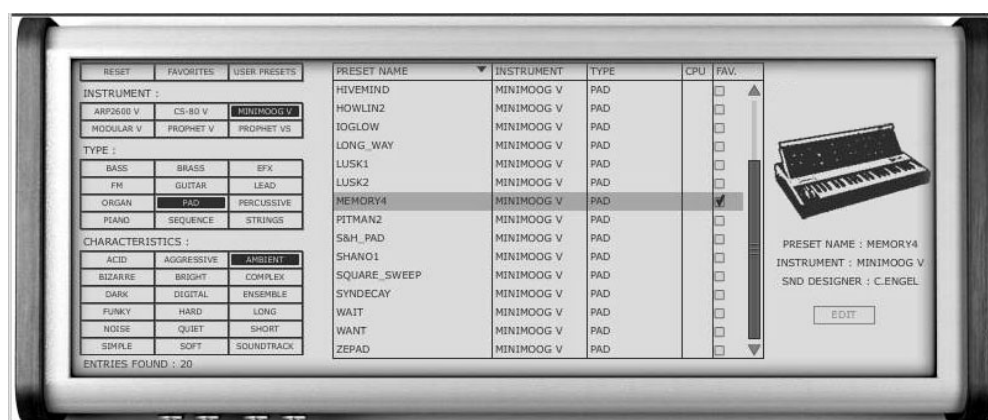 RESET FAVORITES USER PRESETS
INSTRUMENT :
ARP2600 V CS-80 V MINIMOOG V
MODULAR V PROPHET V PROPHET VS
TYPE :
BASS BRASS EFX
FM GUITAR LEAD
ORGAN PAD PERCUSSIVE
PIANO SEQUENCE STRINGS
CHARACTERISTICS :
ACID AGGRESSIVE AMBIENT
BIZARRE BRIGHT COMPLEX
DARK DIGITAL ENSEMBLE
FUNKY HARD LONG
NOISE QUIET SHORT
SIMPLE SOFT SOUNDTRACK
ENTRIES FOUND : 20
PRESET NAME INSTRUMENT TYPE CPU FAV.
HIVEMIND MINIMOOG V PAD
HOWLIN2 MINIMOOG V PAD
IOGLOW MINIMOOG V PAD
LONG_WAY MINIMOOG V PAD
LUSK1 MINIMOOG V PAD
LUSK2 MINIMOOG V PAD
MEMORY4 MINIMOOG V PAD
PITMAN2 MINIMOOG V PAD
S&H_PAD MINIMOOG V PAD
SHANO1 MINIMOOG V PAD
SQUARE_SWEEP MINIMOOG V PAD
SYNDECAY MINIMOOG V PAD
WAIT MINIMOOG V PAD
WANT MINIMOOG V PAD
ZEPAD MINIMOOG V PAD
PRESET NAME : MEMORY4
INSTRUMENT : MINIMOOG V
SND DESIGNER : C.ENGEL
EDIT